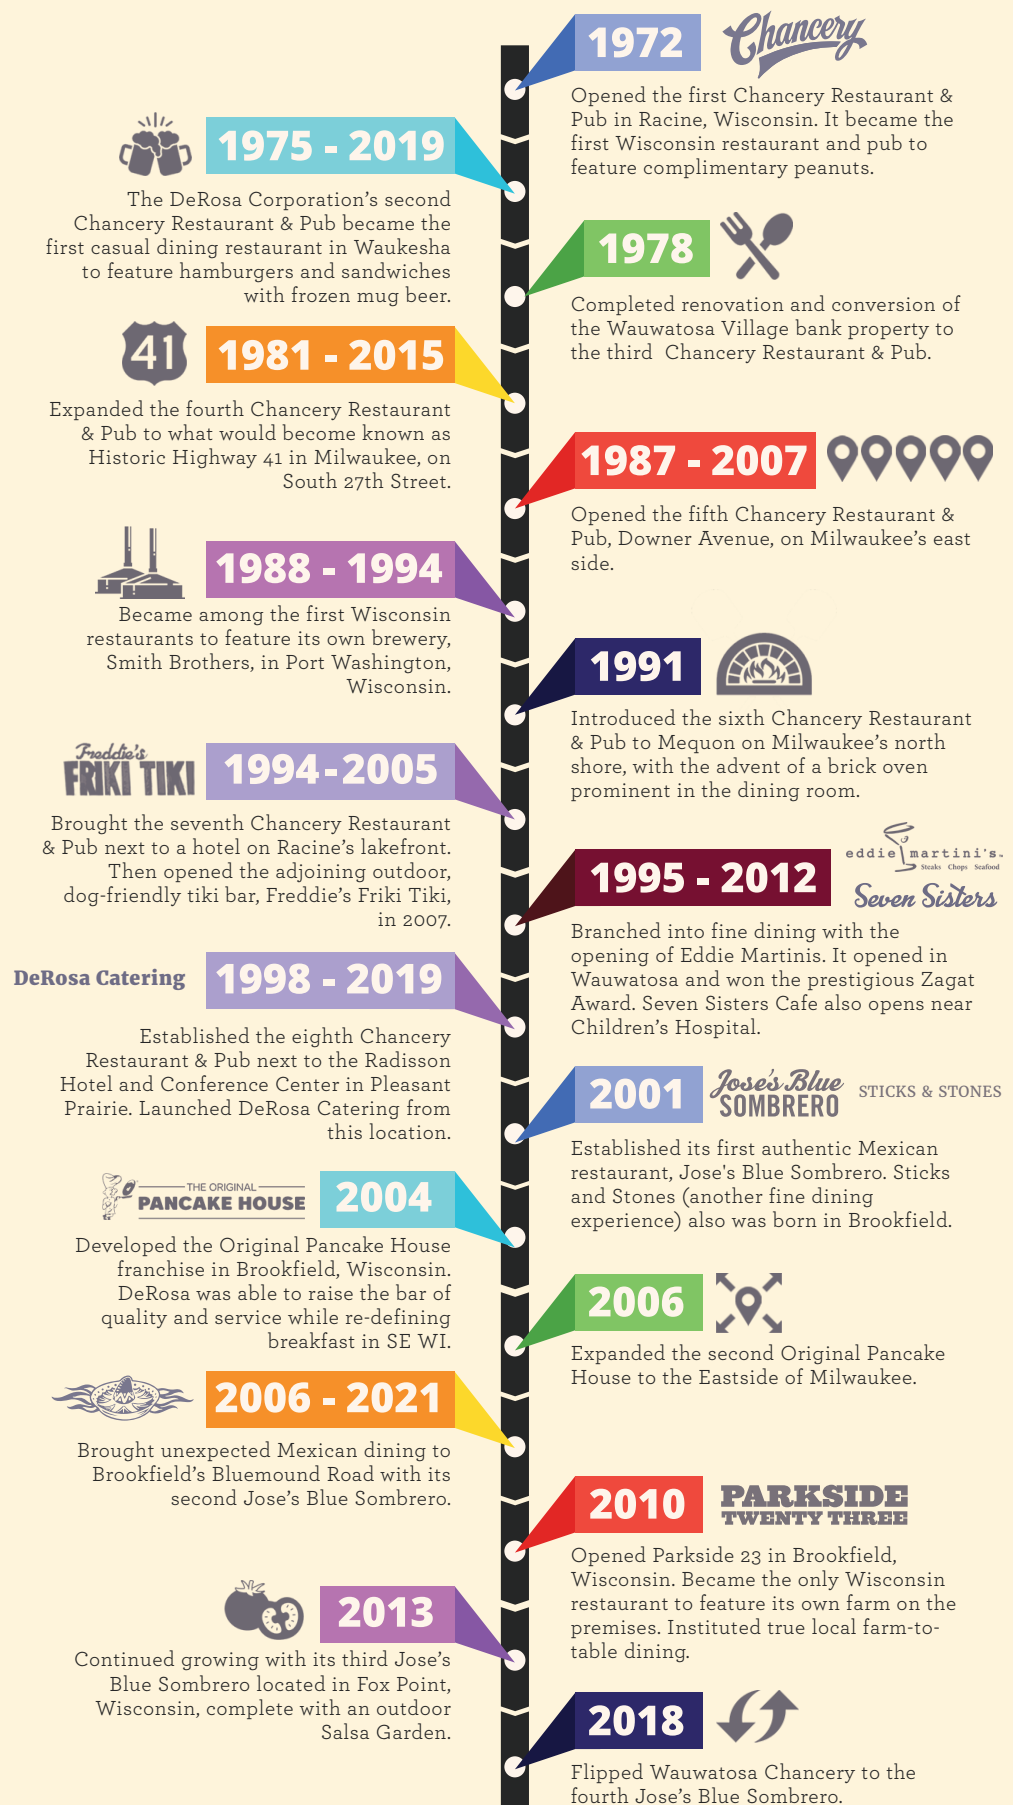 1972
Chancery
Opened the first Chancery Restaurant &
Pub in Racine, Wisconsin. It became the
first Wisconsin restaurant and pub to
feature complimentary peanuts.
1975 - 2019
The DeRosa Corporation's second
Chancery Restaurant & Pub became the
first casual dining restaurant in Waukesha
to feature hamburgers and sandwiches
with frozen mug beer.
1978
Completed renovation and conversion of
the Wauwatosa Village bank property to
the third Chancery Restaurant & Pub.
41
1981 - 2015
Expanded the fourth Chancery Restaurant
& Pub to what would become known as
Historic Highway 41 in Milwaukee, on
South 27th Street.
1987 - 2007
Opened the fifth Chancery Restaurant &
Pub, Downer Avenue, on Milwaukee's east
side.
1988 - 1994
Became among the first Wisconsin
restaurants to feature its own brewery,
Smith Brothers, in Port Washington,
Wisconsin.
1991
Introduced the sixth Chancery Restaurant
& Pub to Mequon on Milwaukee's north
shore, with the advent of a brick oven
prominent in the dining room.
Freddie's
FRIKI TIKI
1994-2005
Brought the seventh Chancery Restaurant
& Pub next to a hotel on Racine's lakefront.
Then opened the adjoining outdoor,
dog-friendly tiki bar, Freddie's Friki Tiki,
in 2007.
1995 - 2012
eddie martini's™
Steaks Chops Seafood
Seven Sisters
Branched into fine dining with the
opening of Eddie Martinis. It opened in
Wauwatosa and won the prestigious Zagat
Award. Seven Sisters Cafe also opens near
Children's Hospital.
DeRosa Catering
1998 - 2019
Established the eighth Chancery
Restaurant & Pub next to the Radisson
Hotel and Conference Center in Pleasant
Prairie. Launched DeRosa Catering from
this location.
2001
Jose's Blue
SOMBRERO
STICKS & STONES
Established its first authentic Mexican
restaurant, Jose's Blue Sombrero. Sticks
and Stones (another fine dining
experience) also was born in Brookfield.
THE ORIGINAL
PANCAKE HOUSE
2004
Developed the Original Pancake House
franchise in Brookfield, Wisconsin.
DeRosa was able to raise the bar of
quality and service while re-defining
breakfast in SE WI.
2006
Expanded the second Original Pancake
House to the Eastside of Milwaukee.
2006 - 2021
Brought unexpected Mexican dining to
Brookfield's Bluemound Road with its
second Jose's Blue Sombrero.
2010
PARKSIDE
TWENTY THREE
Opened Parkside 23 in Brookfield,
Wisconsin. Became the only Wisconsin
restaurant to feature its own farm on the
premises. Instituted true local farm-to-
table dining.
2013
Continued growing with its third Jose's
Blue Sombrero located in Fox Point,
Wisconsin, complete with an outdoor
Salsa Garden.
2018
Flipped Wauwatosa Chancery to the
fourth Jose's Blue Sombrero.